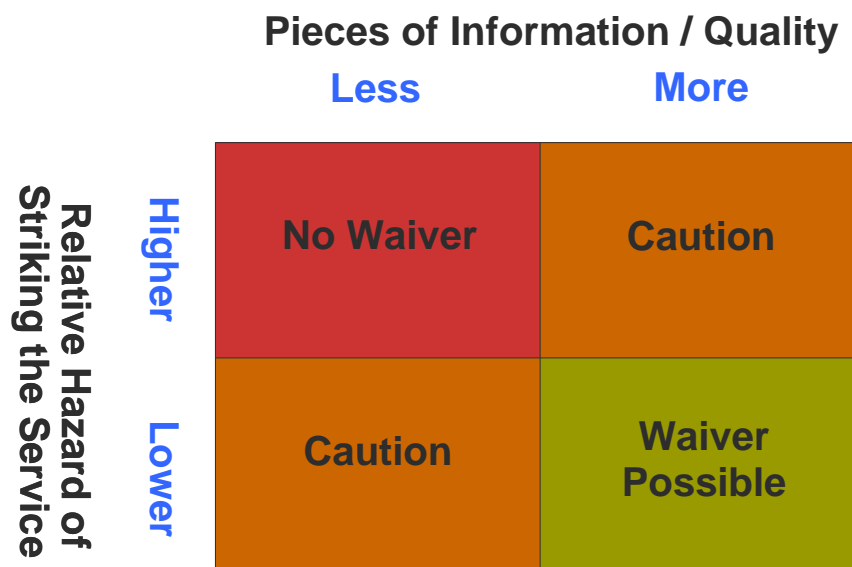 Pieces of Information / Quality
Less
More
Relative Hazard of
Striking the Service
Higher
No Waiver
Caution
Lower
Caution
Waiver
Possible